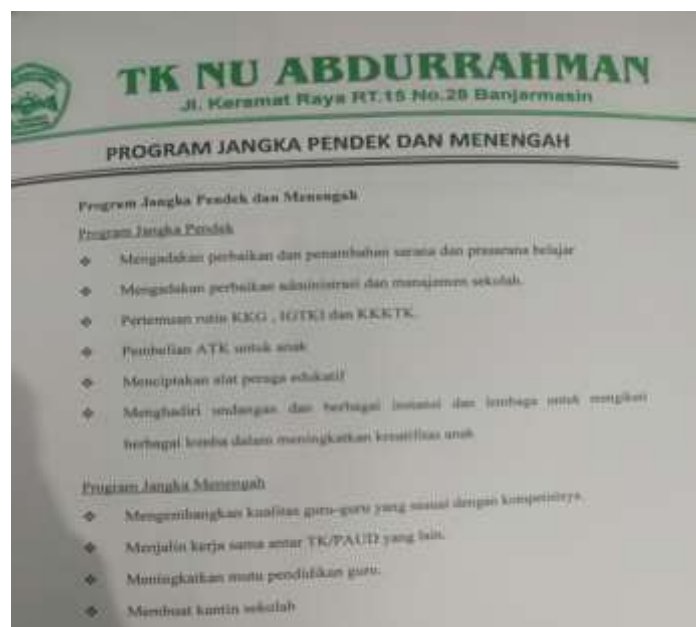 TK NU ABDURRAHMAN
Jl. Keramat Raya RT.15 No.28 Banjarmasin
PROGRAM JANGKA PENDEK DAN MENENGAH
Program Jangka Pendek dan Menengah
Program Jangka Pendek
❖ Mengadakan perbaikan dan penambahan sarana dan prasarana belajar
❖ Mengadakan perbaikan administrasi dan manajemen sekolah.
❖ Pertemuan rutin KKG , IGTKI dan KKKTK.
❖ Pembelian ATK untuk anak
❖ Menciptakan alat peraga edukatif
❖ Menghadiri undangan dan berbagai instansi dan lembaga untuk mengikuti
berbagai lomba dalam meningkatkan kreatifitas anak
Program Jangka Menengah
❖ Mengembangkan kualitas guru-guru yang sesuai dengan
❖ Menjalin kerja sama antar TK/PAUD yang lain.
❖ Meningkatkan mutu pendidikan guru.
❖ Membuat kantin sekolah